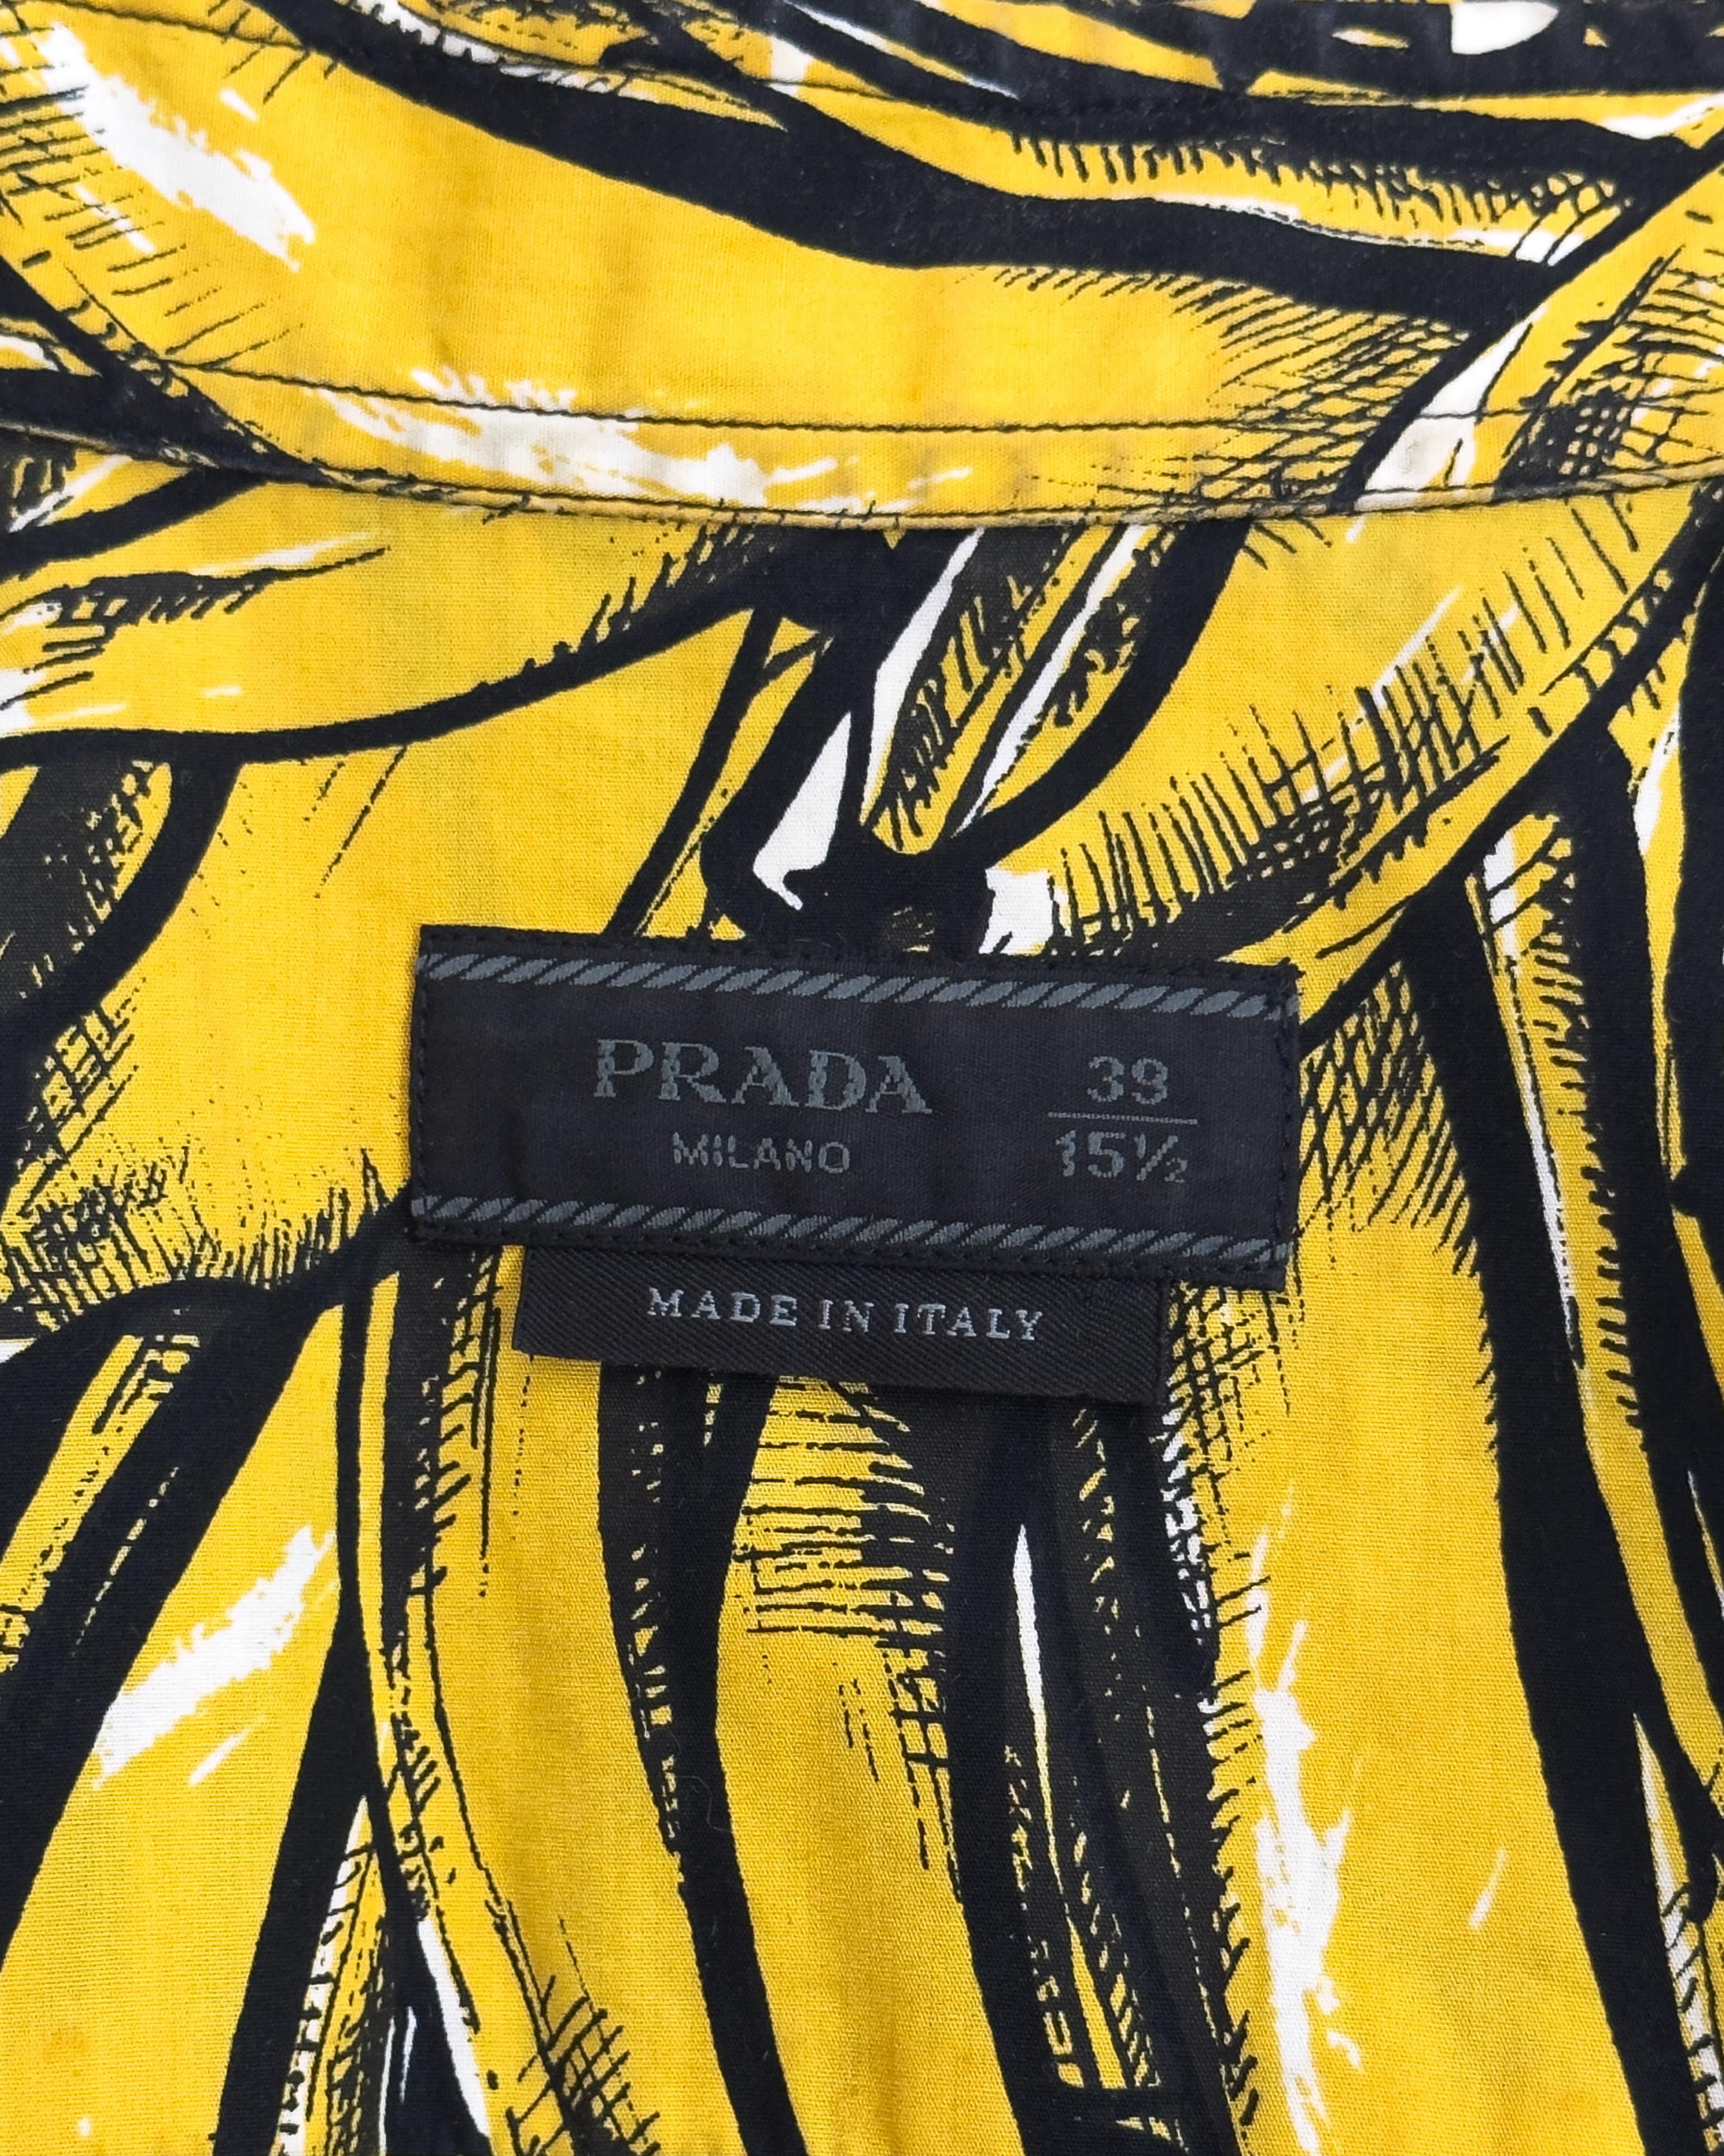 PRADA
MILANO
39
15½
MADE IN ITALY